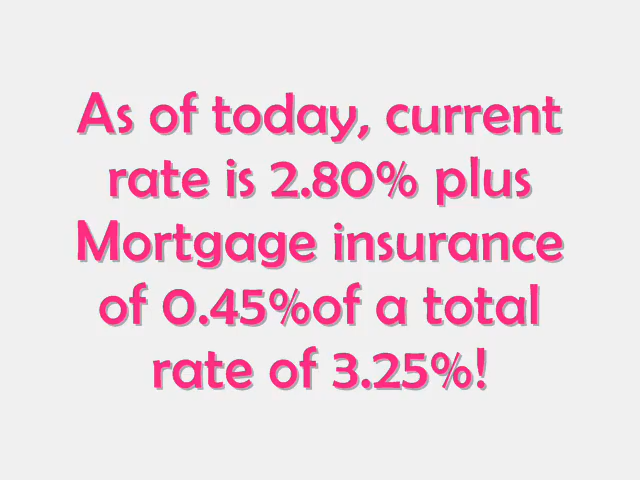 As of today, current
rate is 2.80% plus
Mortgage insurance
of 0.45%of a total
rate of 3.25%!